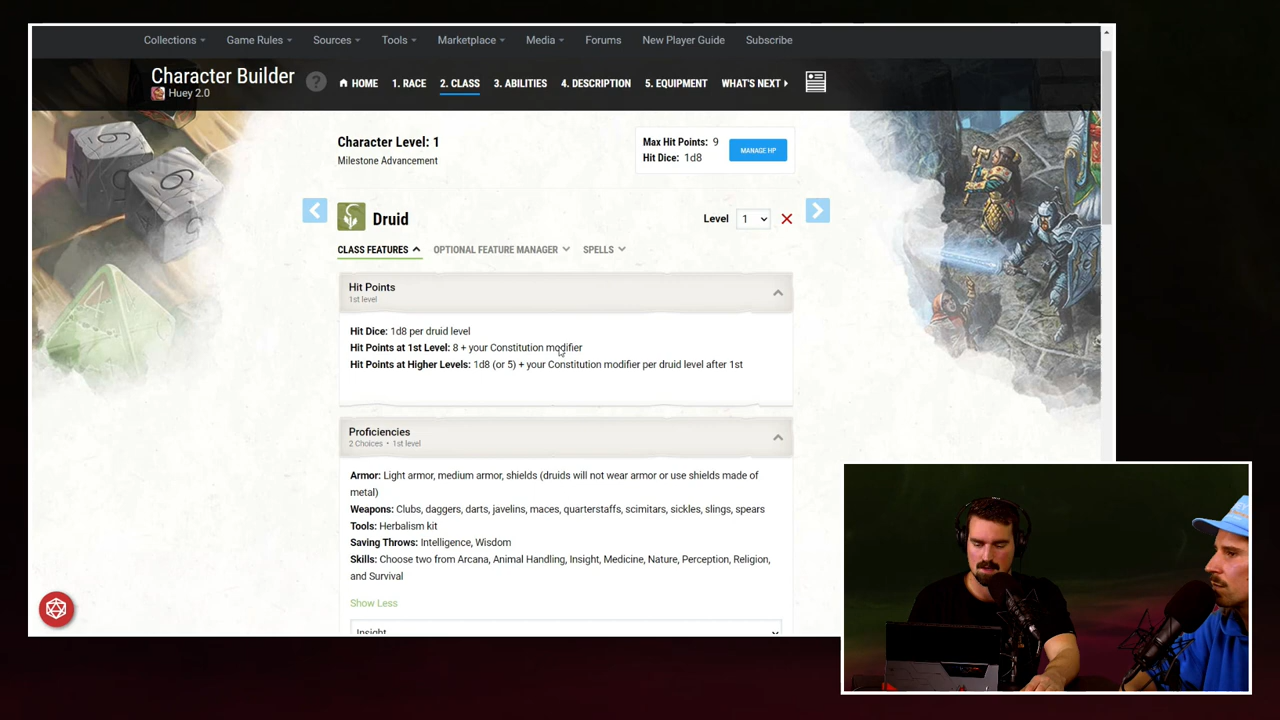 Collections Game Rules Sources Tools Marketplace Media Forums New Player Guide Subscribe
Character Builder
Huey 2.0
? HOME 1. RACE 2. CLASS 3. ABILITIES 4. DESCRIPTION 5. EQUIPMENT WHAT'S NEXT
Character Level: 1
Milestone Advancement
Max Hit Points: 9
Hit Dice: 1d8
MANAGE HP
Druid
Level 1
CLASS FEATURES OPTIONAL FEATURE MANAGER SPELLS
Hit Points
1st level
Hit Dice: 1d8 per druid level
Hit Points at 1st Level: 8 + your Constitution modifier
Hit Points at Higher Levels: 1d8 (or 5) + your Constitution modifier per druid level after 1st
Proficiencies
2 Choices • 1st level
Armor: Light armor, medium armor, shields (druids will not wear armor or use shields made of
metal)
Weapons: Clubs, daggers, darts, javelins, maces, quarterstaffs, scimitars, sickles, slings, spears
Tools: Herbalism kit
Saving Throws: Intelligence, Wisdom
Skills: Choose two from Arcana, Animal Handling, Insight, Medicine, Nature, Perception, Religion,
and Survival
Show Less
Insight